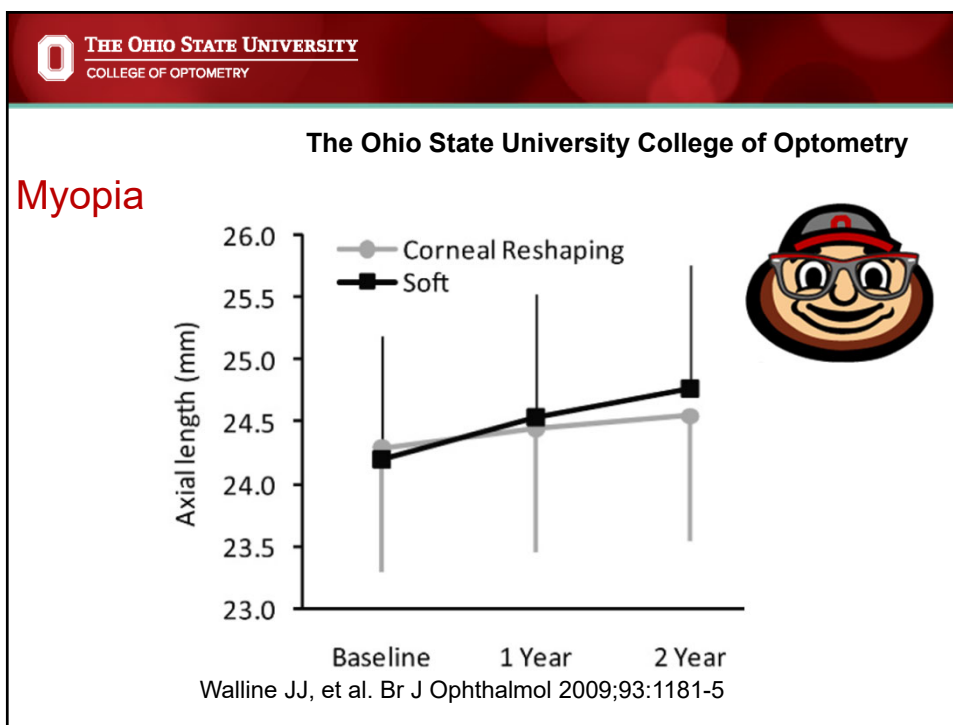 THE OHIO STATE UNIVERSITY
COLLEGE OF OPTOMETRY
The Ohio State University College of Optometry
Myopia
26.0
25.5
25.0
24.5
24.0
23.5
23.0
Axial length (mm)
Corneal Reshaping
Soft
Baseline 1 Year 2 Year
Walline JJ, et al. Br J Ophthalmol 2009;93:1181-5